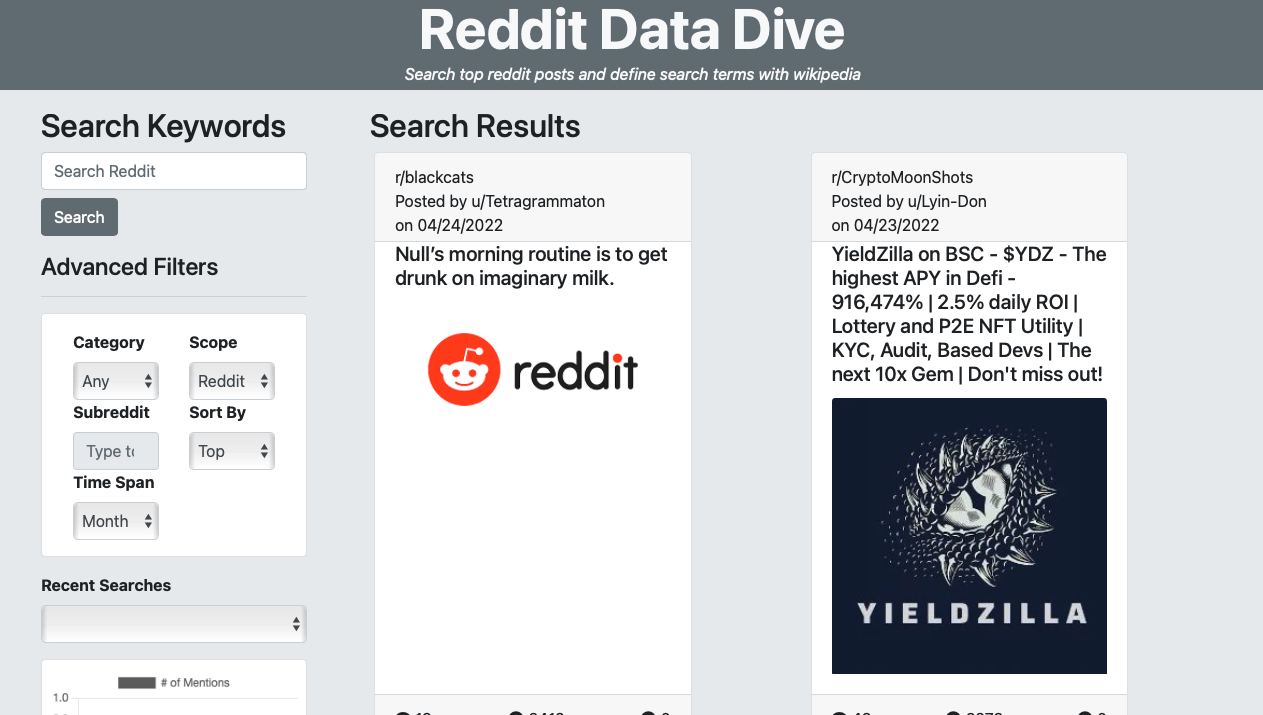 Reddit Data Dive
Search top reddit posts and define search terms with wikipedia
Search Keywords
Search Reddit
Search
Advanced Filters
Category
Scope
Any
Reddit
Subreddit
Sort By
Top
Time Span
Month
Recent Searches
# of Mentions
1.0
Search Results
r/blackcats
Posted by u/Tetragrammaton
on 04/24/2022
Null’s morning routine is to get
drunk on imaginary milk.
reddit
r/CryptoMoonShots
Posted by u/Lyin-Don
on 04/23/2022
YieldZilla on BSC - $YDZ - The
highest APY in Defi -
916,474% | 2.5% daily ROI |
Lottery and P2E NFT Utility |
KYC, Audit, Based Devs | The
next 10x Gem | Don't miss out!
YIELDZILLA